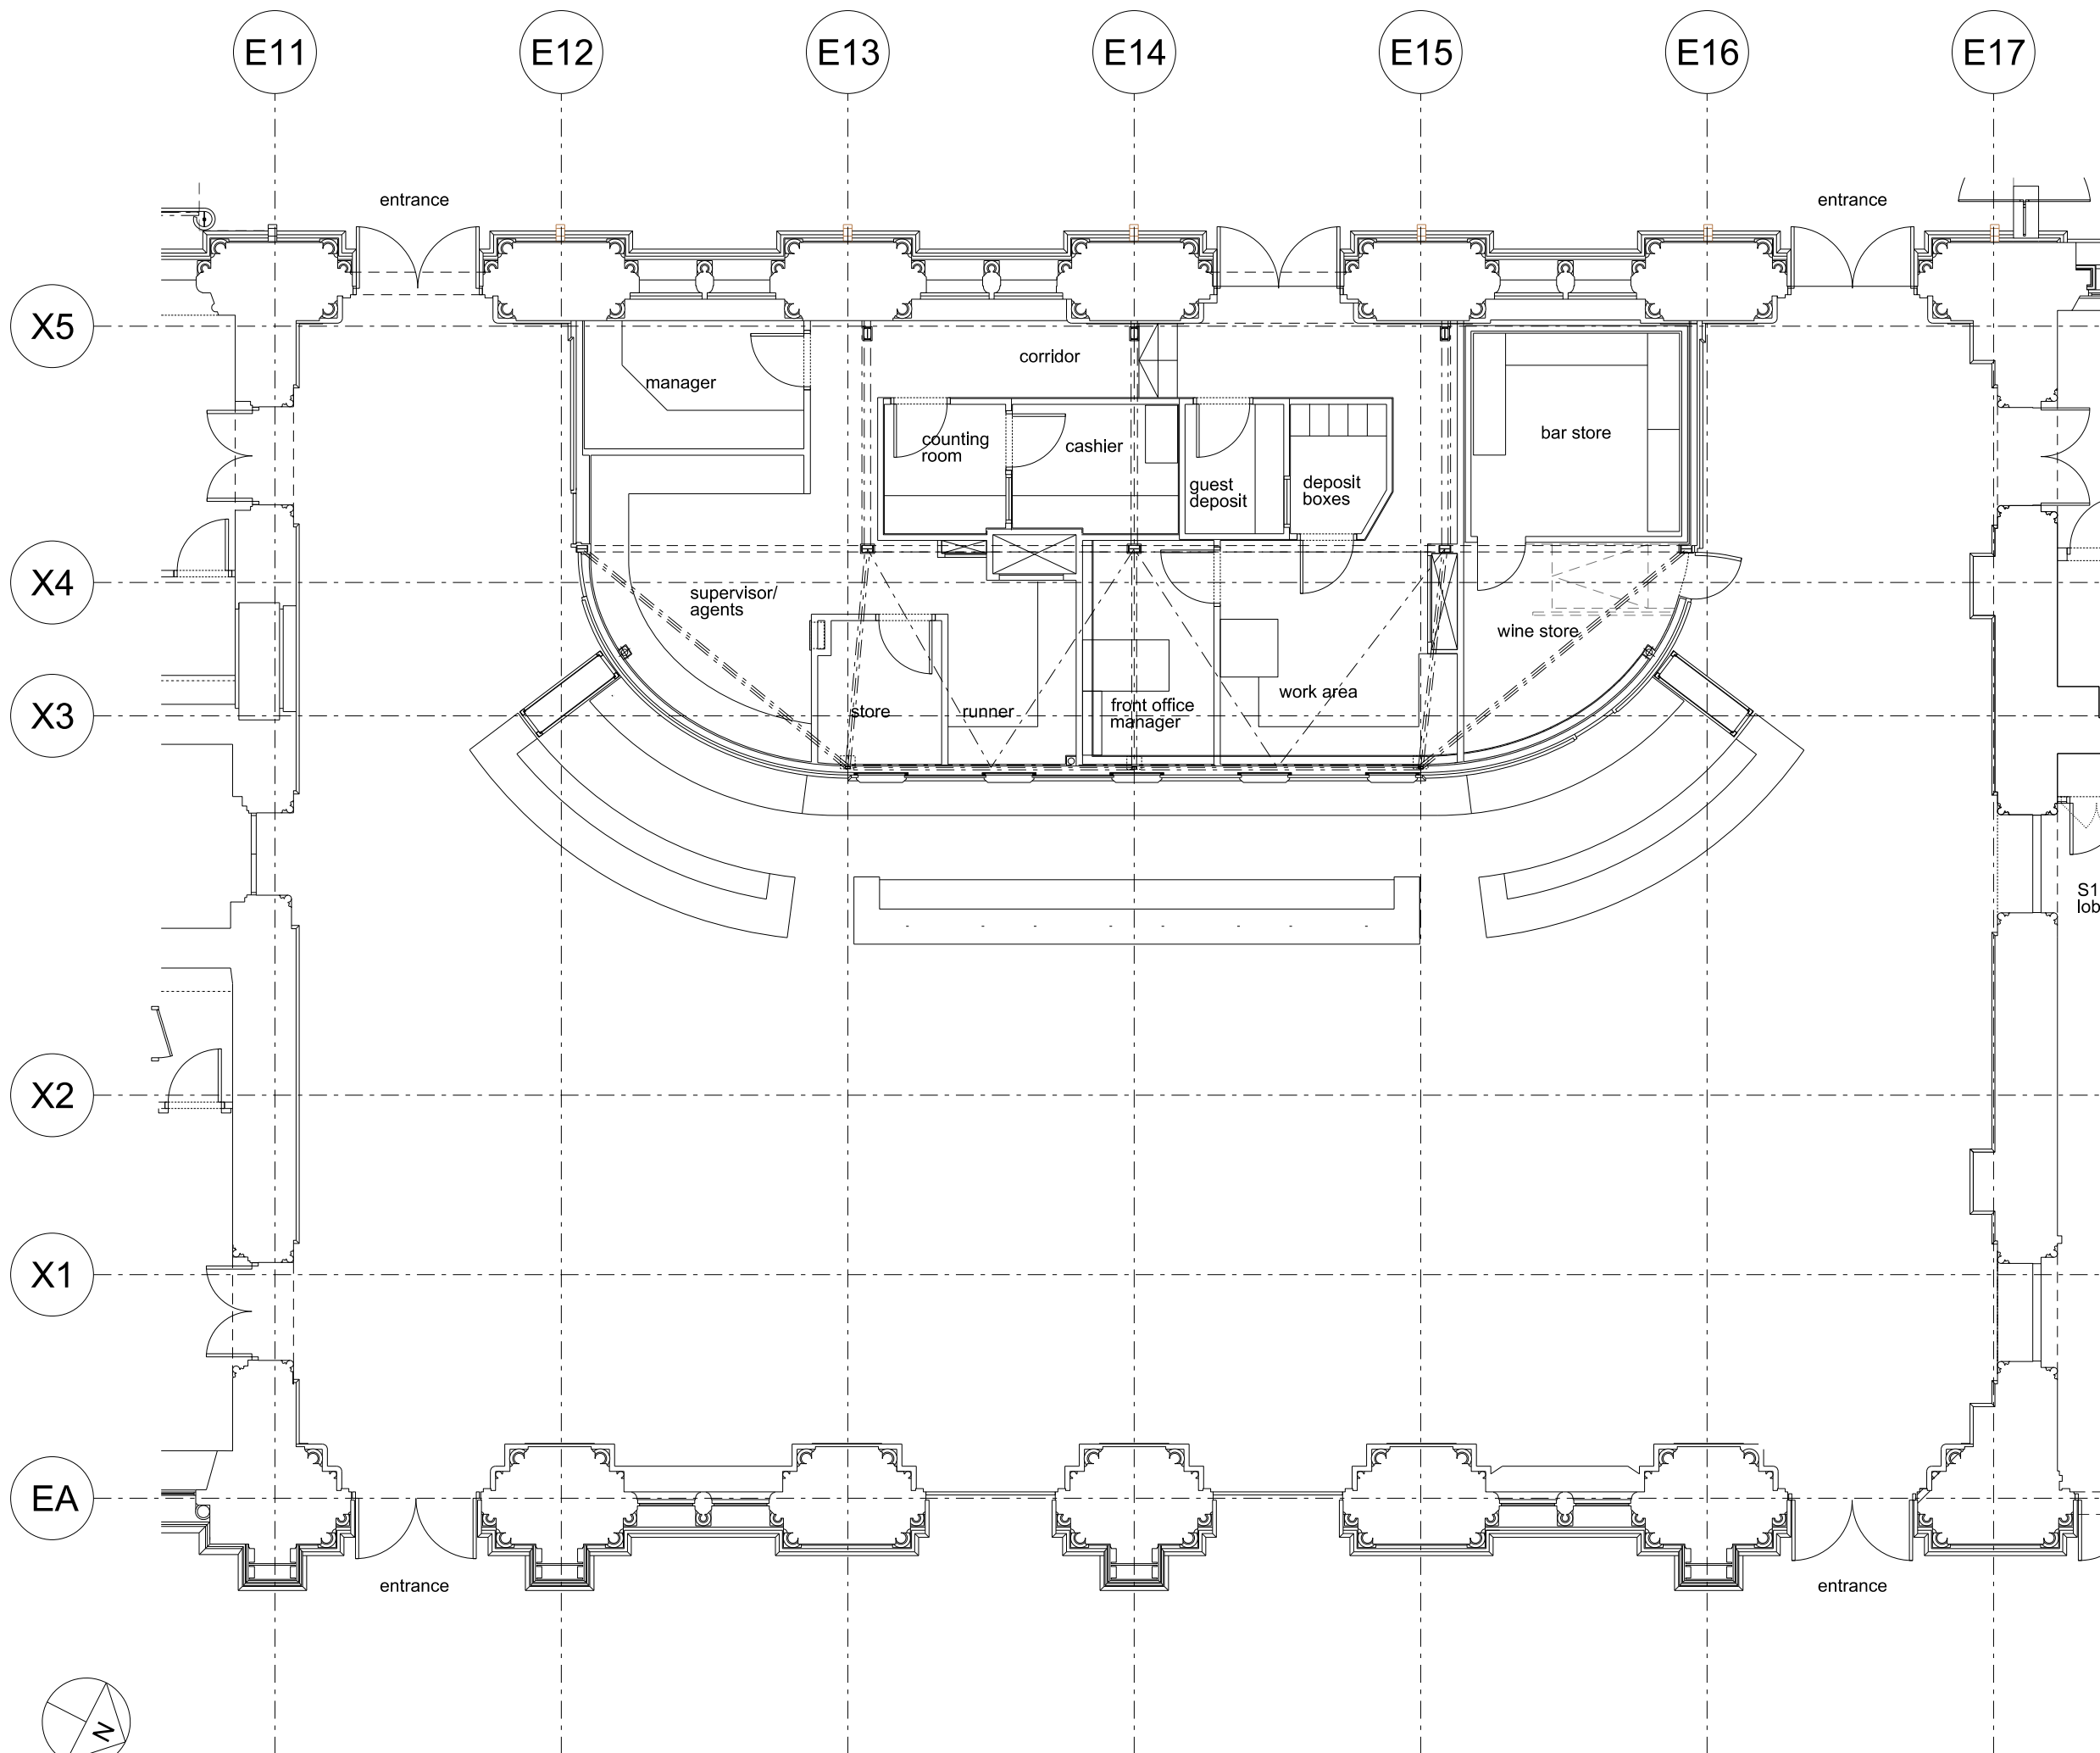 E11 E12 E13 E14 E15 E16 E17
entrance entrance
X5
corridor
manager
bar store
counting
room
cashier
guest
deposit
deposit
boxes
X4
supervisor/
agents
wine store
work area
front office
manager
X3
store
runner
S1
lob
X2
X1
EA
entrance entrance
N